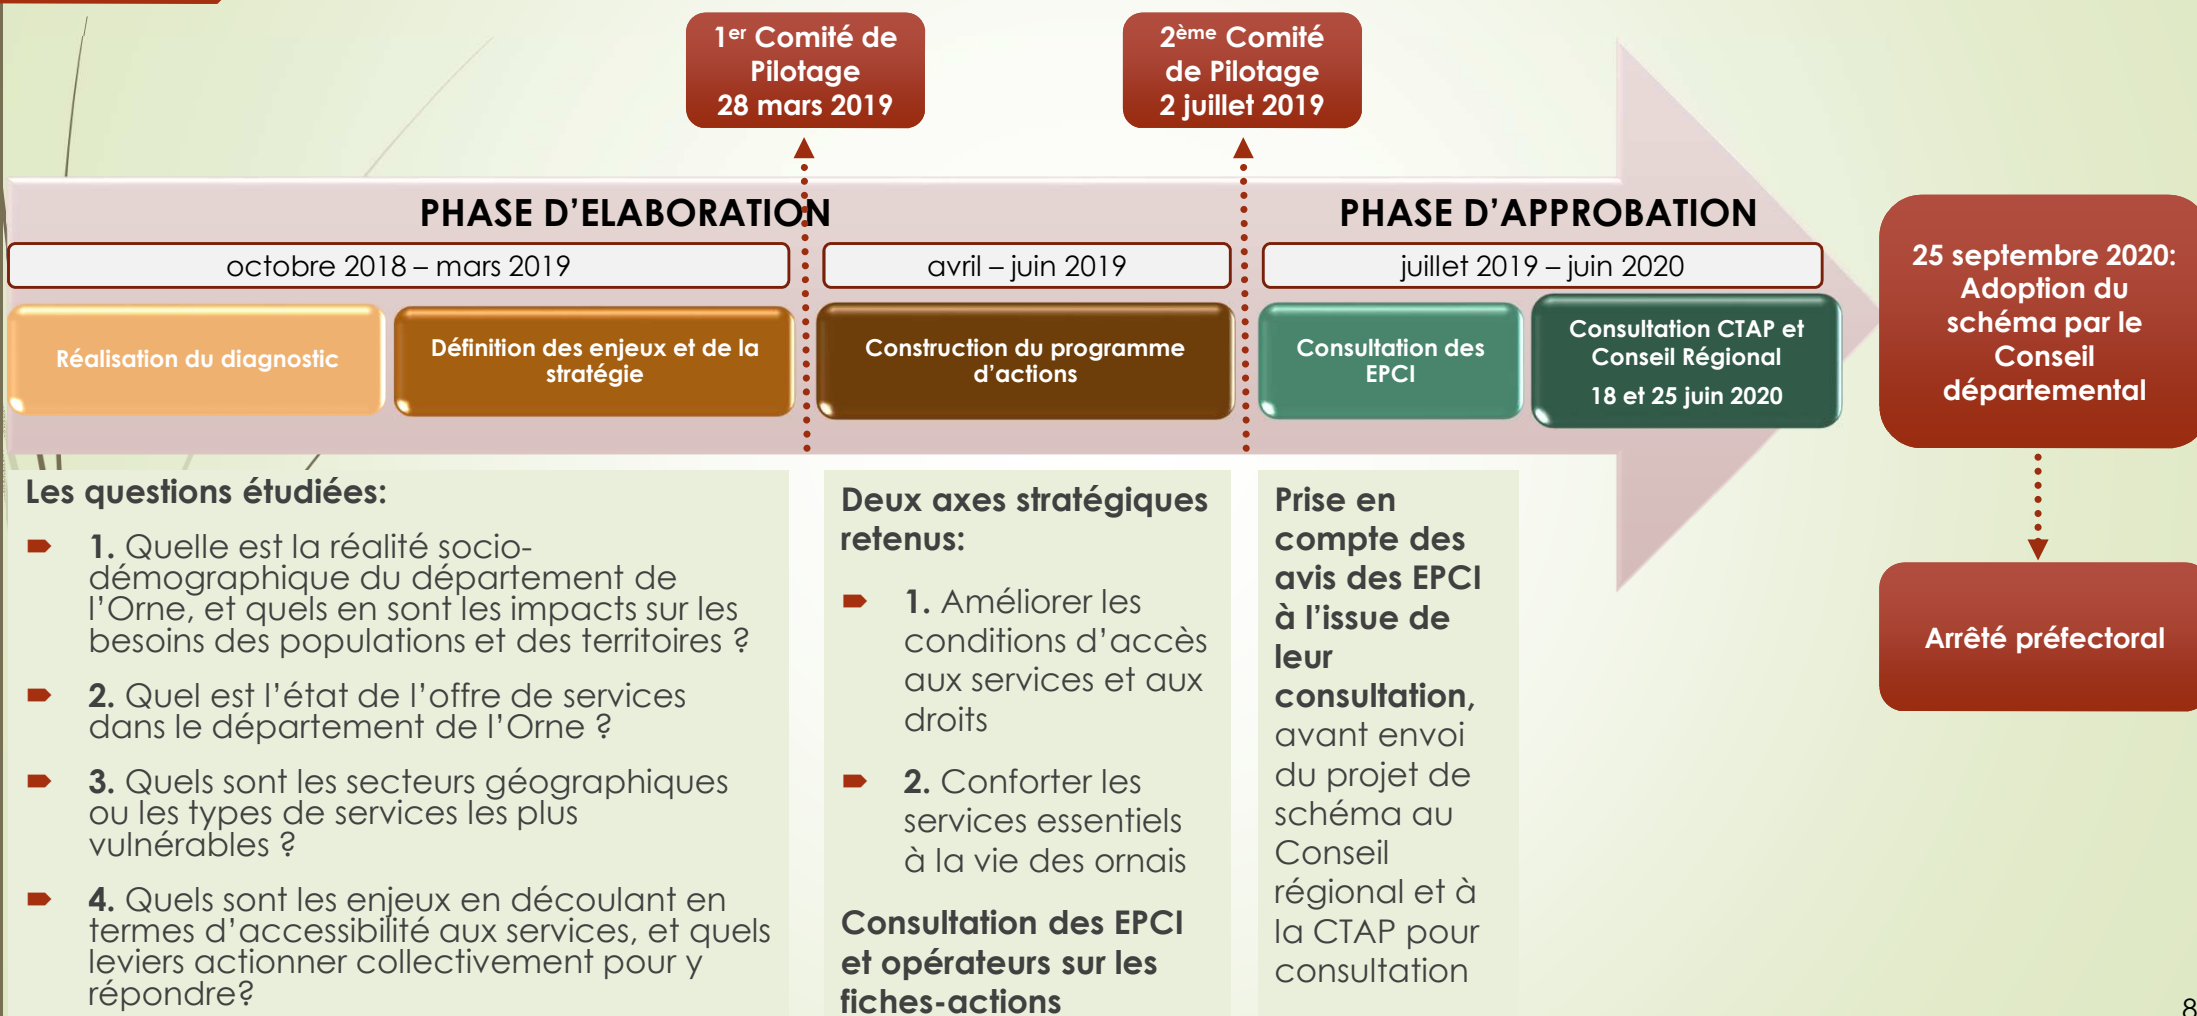 1er Comité de
Pilotage
28 mars 2019
2ème Comité
de Pilotage
2 juillet 2019
PHASE D'ELABORATION
PHASE D'APPROBATION
octobre 2018 – mars 2019
avril – juin 2019
juillet 2019 – juin 2020
Réalisation du diagnostic
Définition des enjeux et de la
stratégie
Construction du programme
d'actions
Consultation des
EPCI
Consultation CTAP et
Conseil Régional
18 et 25 juin 2020
25 septembre 2020:
Adoption du
schéma par le
Conseil
départemental
Arrêté préfectoral
Les questions étudiées:
1. Quelle est la réalité socio-
démographique du département de
l'Orne, et quels en sont les impacts sur les
besoins des populations et des territoires ?
2. Quel est l'état de l'offre de services
dans le département de l'Orne ?
3. Quels sont les secteurs géographiques
ou les types de services les plus
vulnérables ?
4. Quels sont les enjeux en découlant en
termes d'accessibilité aux services, et quels
leviers actionner collectivement pour y
répondre?
Deux axes stratégiques
retenus:
1. Améliorer les
conditions d'accès
aux services et aux
droits
2. Conforter les
services essentiels
à la vie des ornais
Consultation des EPCI
et opérateurs sur les
fiches-actions
Prise en
compte des
avis des EPCI
à l'issue de
leur
consultation,
avant envoi
du projet de
schéma au
Conseil
régional et à
la CTAP pour
consultation
8